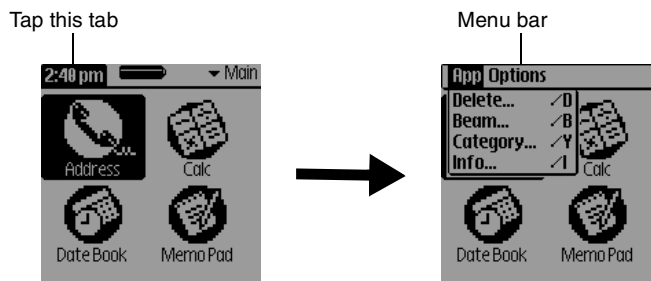 Tap this tab
Menu bar
2:40 pm
Main
Address
Calc
Date Book
Memo Pad
App Options
Delete... /D
Beam... /B
Category... /Y
Info... /I
Calc
Date Book
Memo Pad